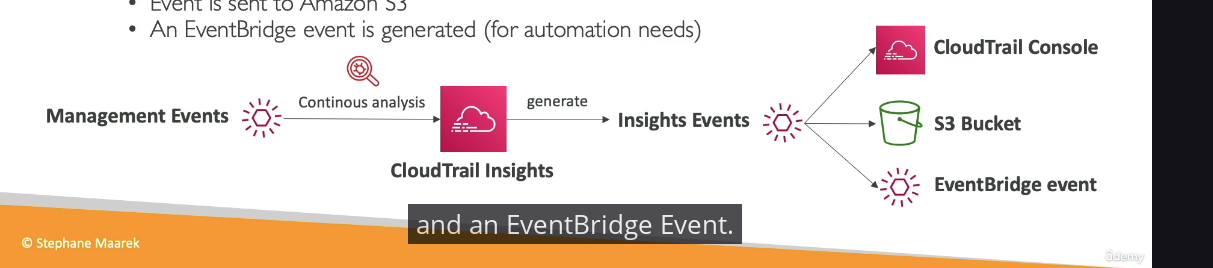 • Event is sent to Amazon S3
• An EventBridge event is generated (for automation needs)
CloudTrail Console
Continous analysis
generate
Management Events
Insights Events
S3 Bucket
CloudTrail Insights
EventBridge event
and an EventBridge Event.
© Stephane Maarek
ûdemy